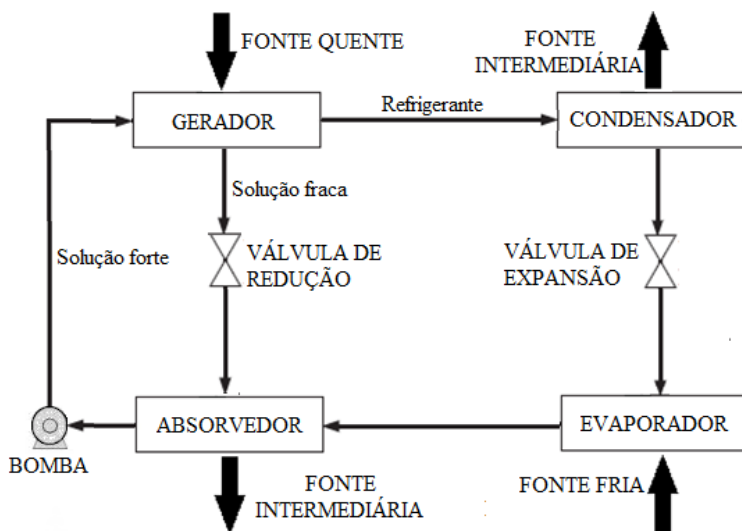 FONTE QUENTE
FONTE
INTERMEDIÁRIA
GERADOR
Refrigerante
CONDENSADOR
Solução fraca
Solução forte
VÁLVULA DE
REDUÇÃO
VÁLVULA DE
EXPANSÃO
ABSORVEDOR
EVAPORADOR
BOMBA
FONTE
INTERMEDIÁRIA
FONTE FRIA